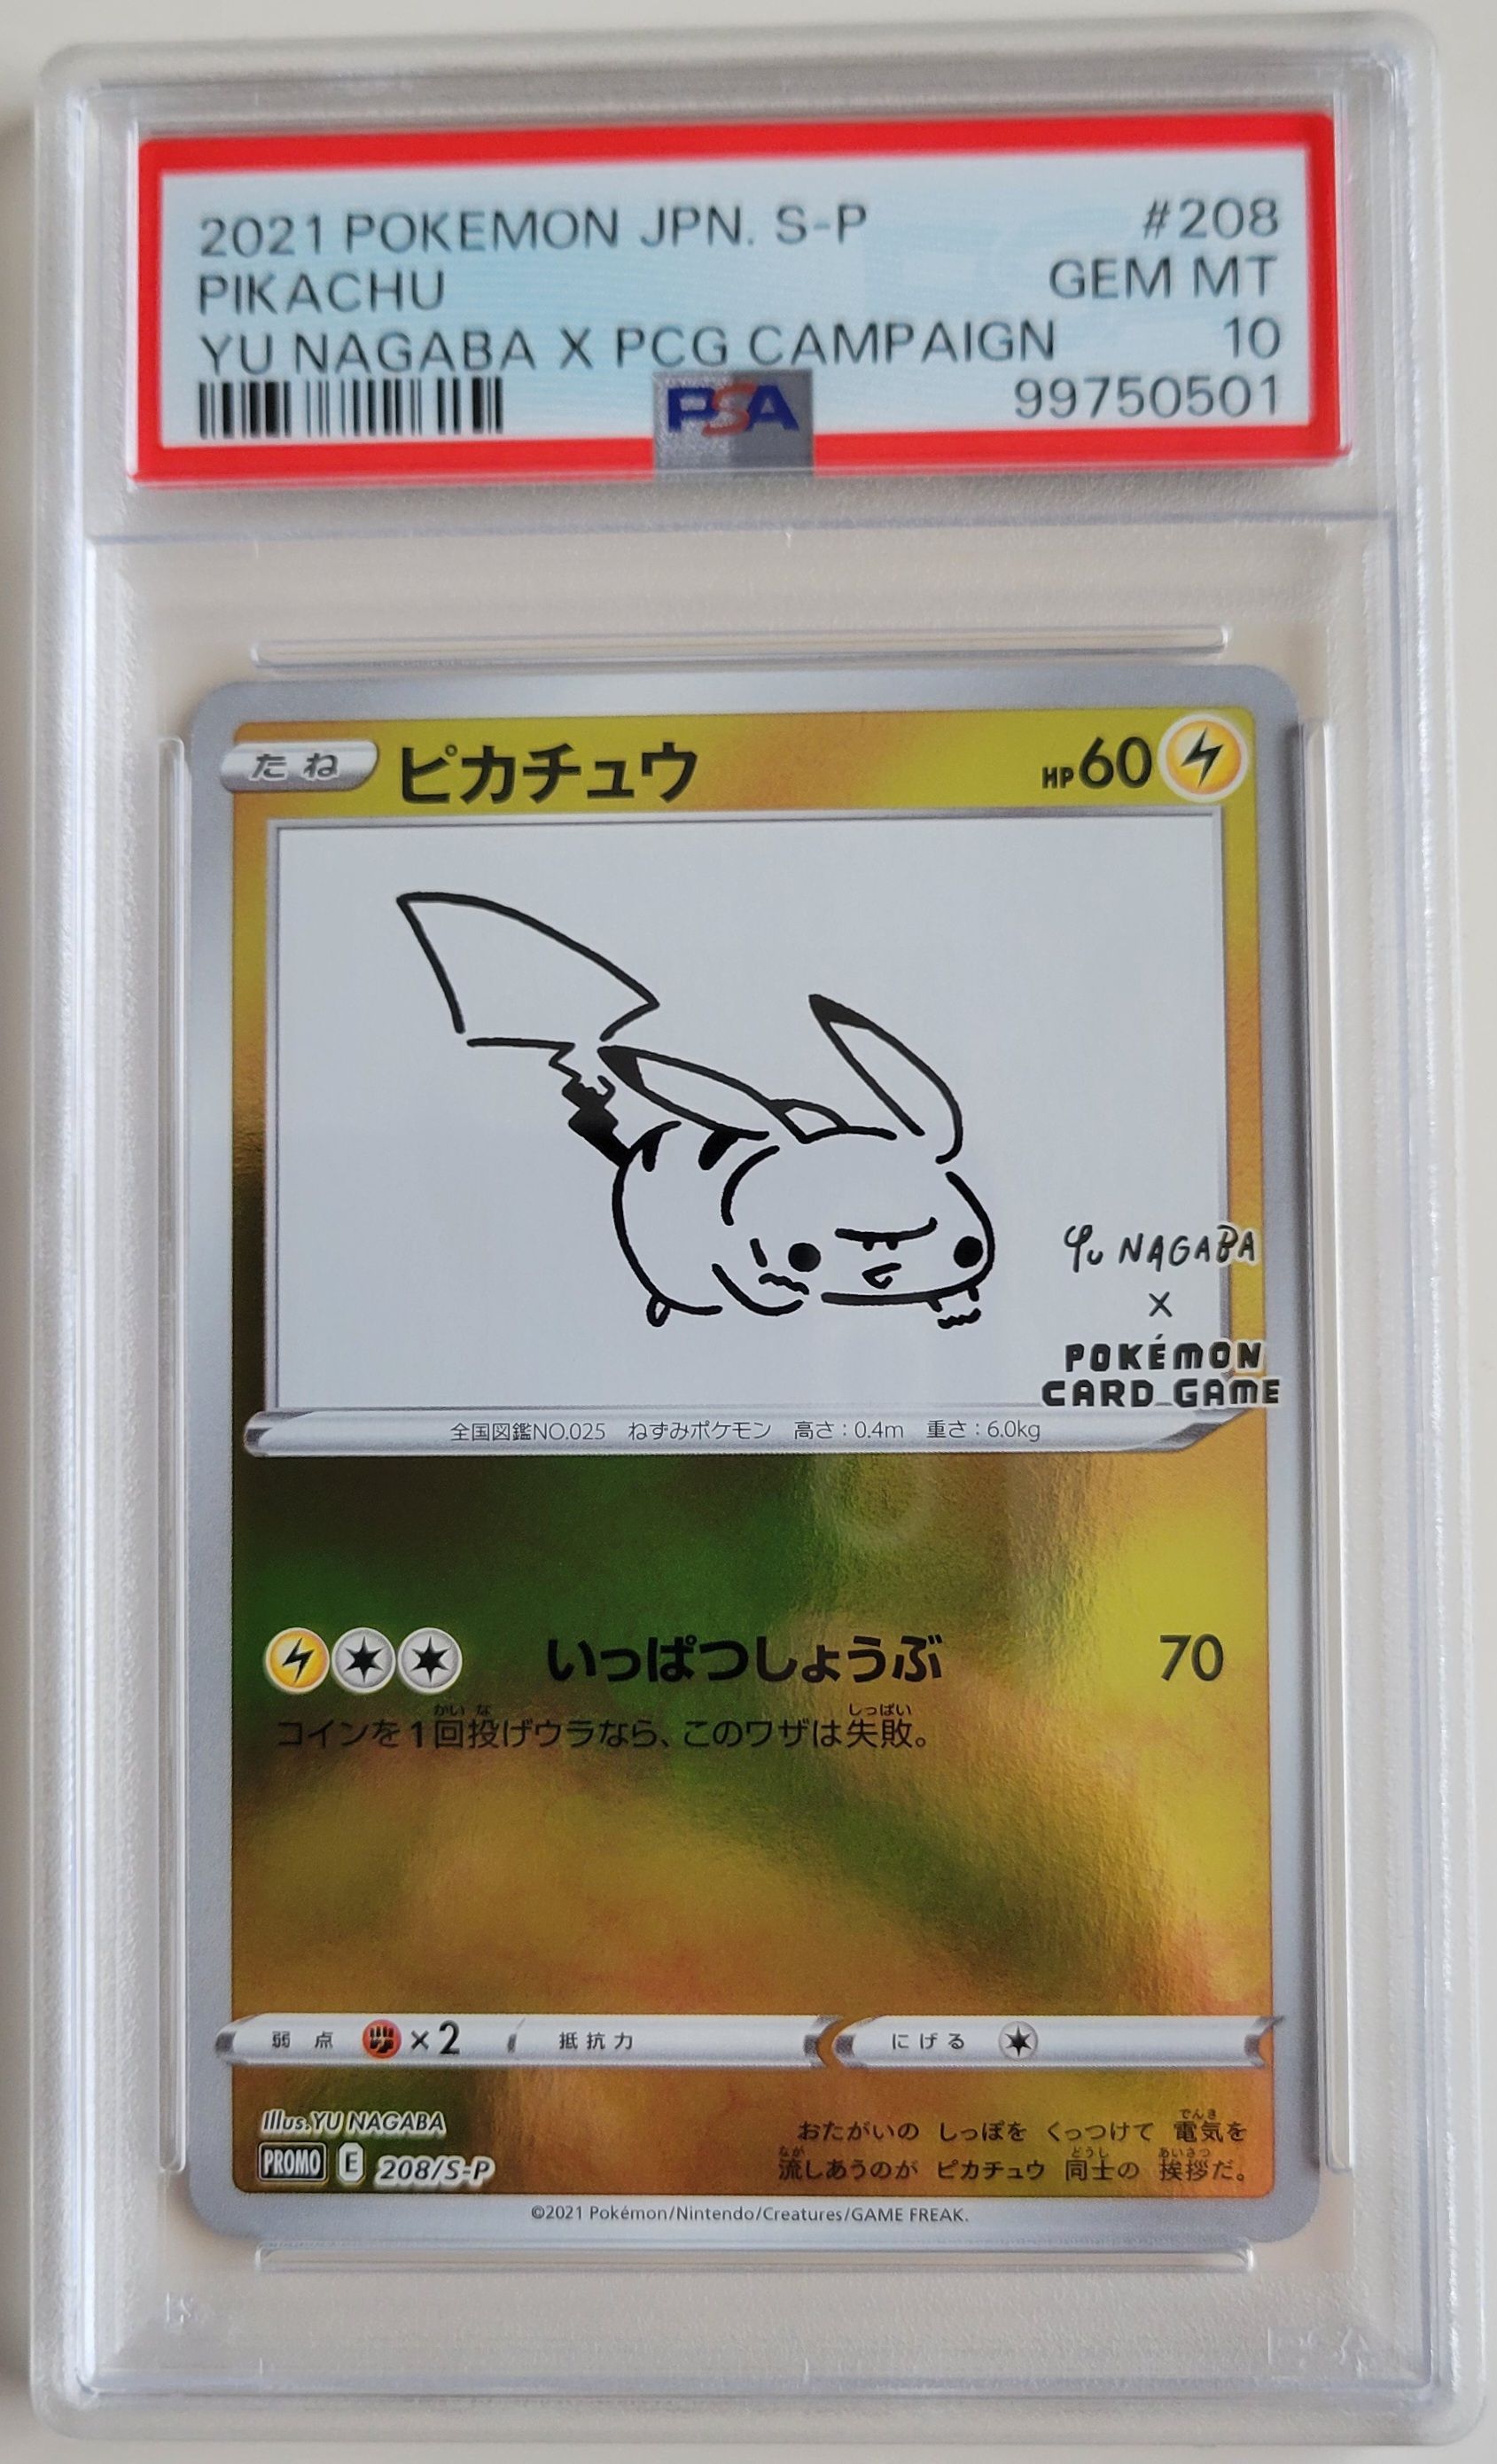 2021 POKEMON JPN. S-P #208
PIKACHU GEM MT
YU NAGABA X PCG CAMPAIGN 10
PSA 99750501
たね ピカチュウ HP60
YU NAGABA
×
POKÉMON
CARD GAME
全国図鑑NO.025 ねずみポケモン 高さ:0.4m 重さ:6.0kg
いっぱつしょうぶ 70
コインを1回投げウラなら、このワザは失敗。
弱点 ×2 抵抗力 にげる
Illus.YU NAGABA
PROMO E 208/S-P
おたがいの しっぽを くっつけて 電気を
流しあうのが ピカチュウ 同士の 挨拶だ。
©2021 Pokémon/Nintendo/Creatures/GAME FREAK.